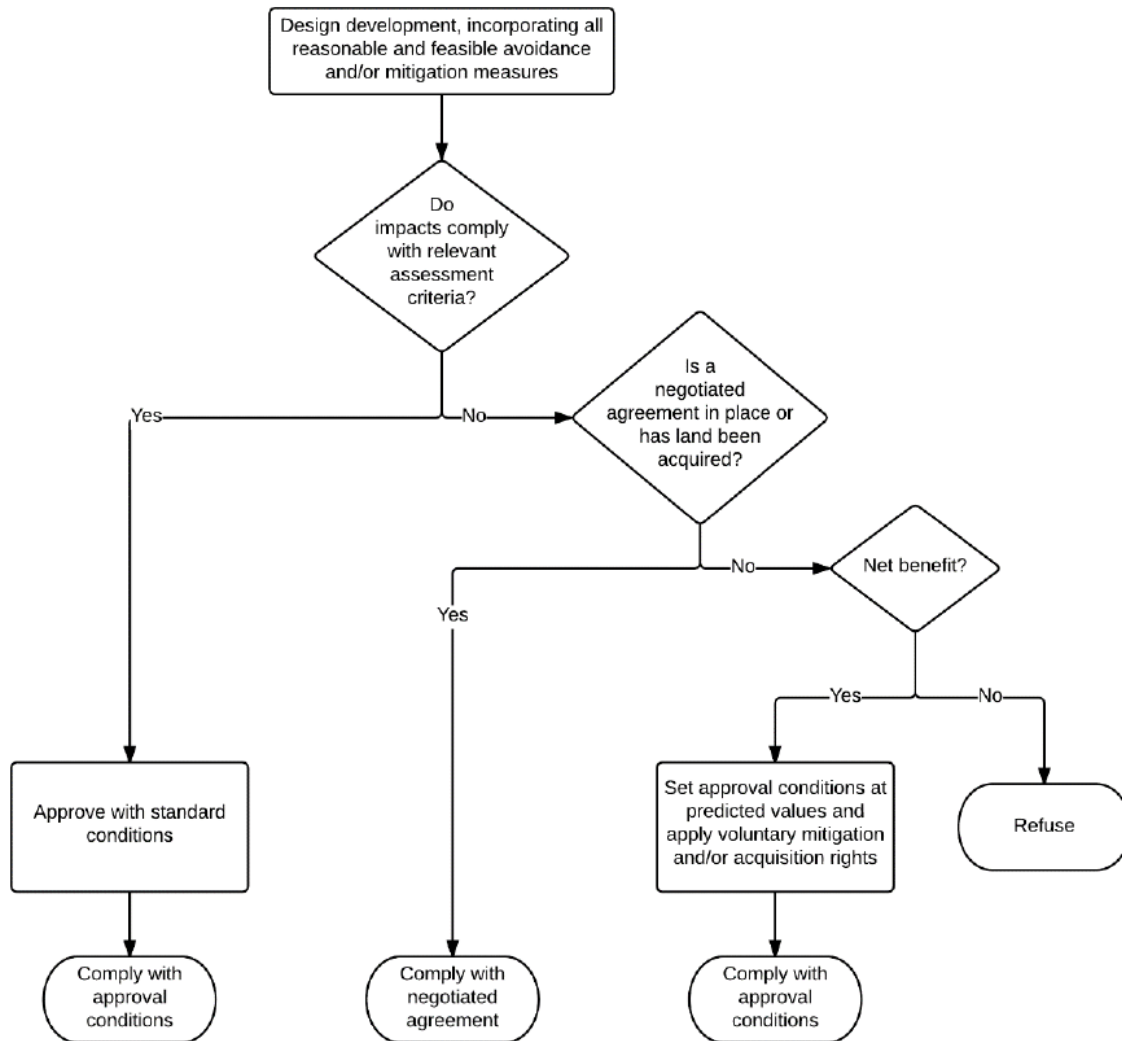 Design development, incorporating all
reasonable and feasible avoidance
and/or mitigation measures
Do
impacts comply
with relevant
assessment
criteria?
Yes
No
Is a
negotiated
agreement in place or
has land been
acquired?
Yes
No
Net benefit?
Yes
No
Approve with standard
conditions
Set approval conditions at
predicted values and
apply voluntary mitigation
and/or acquisition rights
Refuse
Comply with
approval
conditions
Comply with
negotiated
agreement
Comply with
approval
conditions